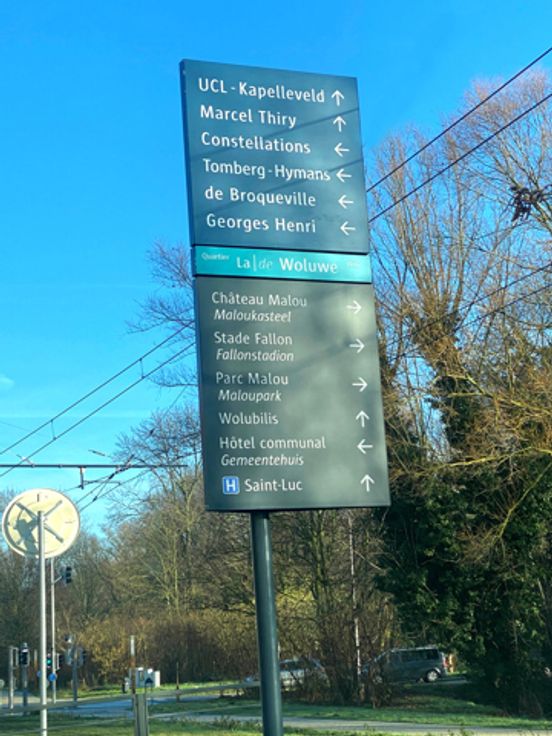 UCL - Kapelleveld ↑
Marcel Thiry ↑
Constellations ←
Tomberg - Hymans ←
de Broqueville ←
Georges Henri ←
Quartier La | de Woluwe
Château Malou →
Maloukasteel
Stade Fallon →
Fallonstadion
Parc Malou →
Maloupark
Wolubilis ↑
Hôtel communal ←
Gemeentehuis
H Saint-Luc ↑